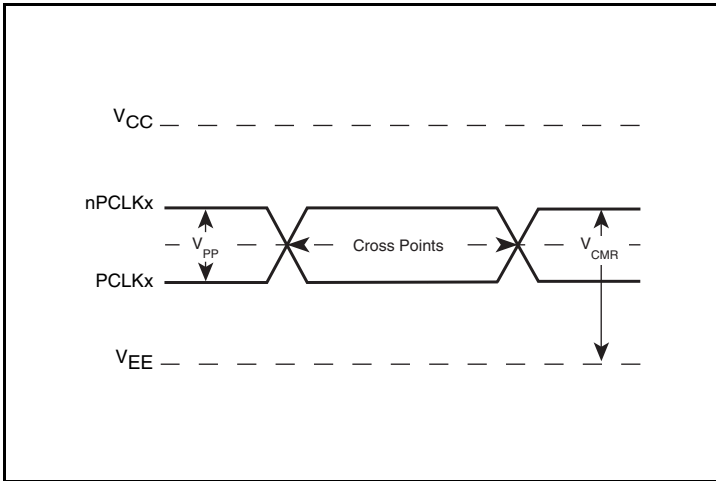 VCC
nPCLKx
VPP
Cross Points
VCMR
PCLKx
VEE